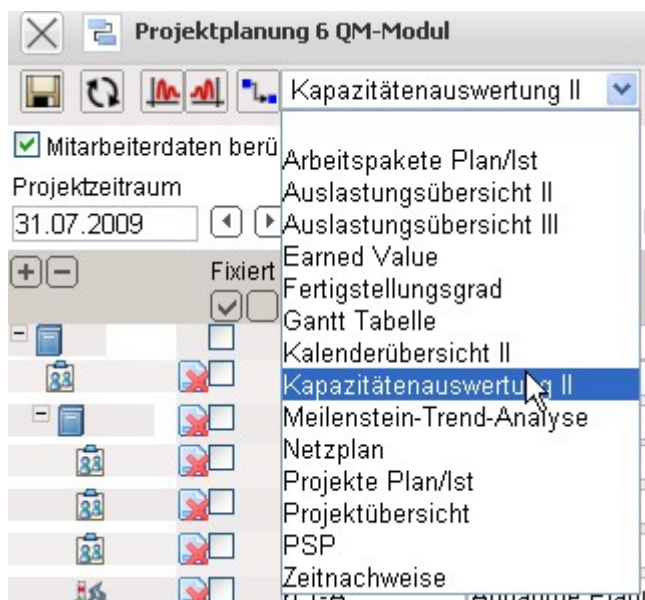 Projektplanung 6 QM-Modul
Kapazitätenauswertung II
Mitarbeiterdaten berü
Projektzeitraum
31.07.2009
Fixiert
Arbeitspakete Plan/Ist
Auslastungsübersicht II
Auslastungsübersicht III
Earned Value
Fertigstellungsgrad
Gantt Tabelle
Kalenderübersicht II
Kapazitätenauswertung II
Meilenstein-Trend-Analyse
Netzplan
Projekte Plan/Ist
Projektübersicht
PSP
Zeitnachweise